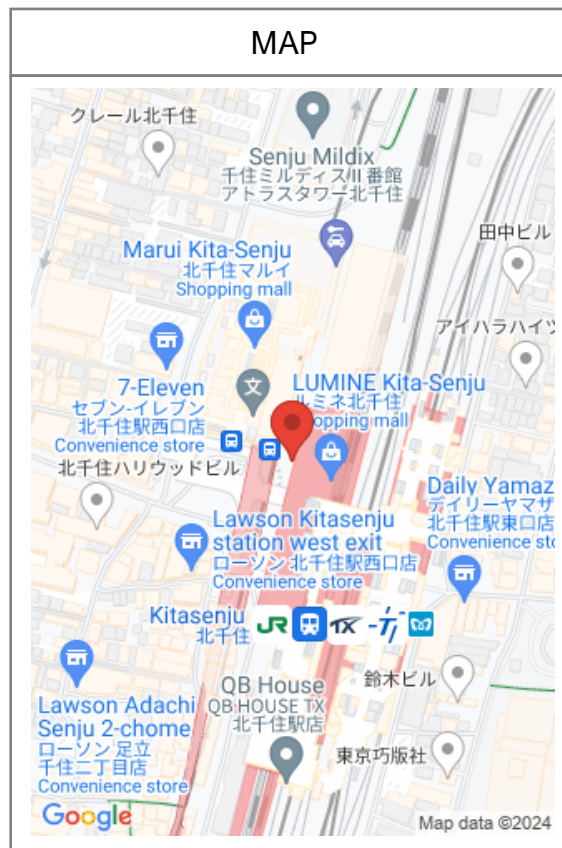 MAP
クレール北千住
Senju Mildix
千住ミルディスⅡ番館
アトラスタワー北千住
田中ビル
Marui Kita-Senju
北千住マルイ
Shopping mall
アイハラハイツ
7-Eleven
セブン-イレブン
北千住駅西口店
Convenience store
文
LUMINE Kita-Senju
ルミネ北千住
Shopping mall
北千住ハリウッドビル
Daily Yamaz
デイリーヤマザ
北千住駅東口店
Convenience sto
Lawson Kitasenju
station west exit
ローソン 北千住駅西口店
Convenience store
Kitasenju
北千住
JR
TX
QB House
QB HOUSE TX
北千住駅店
鈴木ビル
Lawson Adachi
Senju 2-chome
ローソン 足立
千住二丁目店
Convenience store
東京巧版社
Google
Map data ©2024